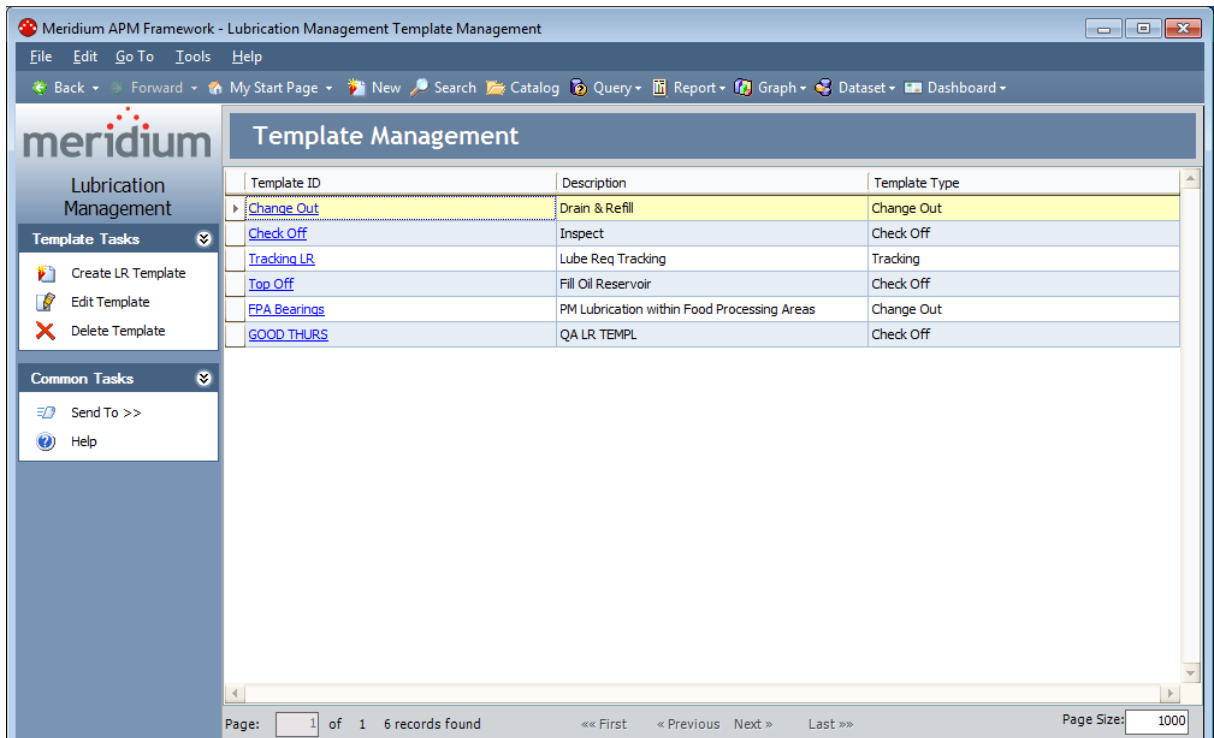 Meridium APM Framework - Lubrication Management Template Management
File Edit Go To Tools Help
Back Forward My Start Page New Search Catalog Query Report Graph Dataset Dashboard
meridium
Lubrication
Management
Template Tasks
Create LR Template
Edit Template
Delete Template
Common Tasks
Send To >>
Help
Template Management
Template ID Description Template Type
Change Out Drain & Refill Change Out
Check Off Inspect Check Off
Tracking LR Lube Req Tracking Tracking
Top Off Fill Oil Reservoir Check Off
FPA Bearings PM Lubrication within Food Processing Areas Change Out
GOOD THURS QA LR TEMPL Check Off
Page: 1 of 1 6 records found «« First « Previous Next » Last »» Page Size: 1000